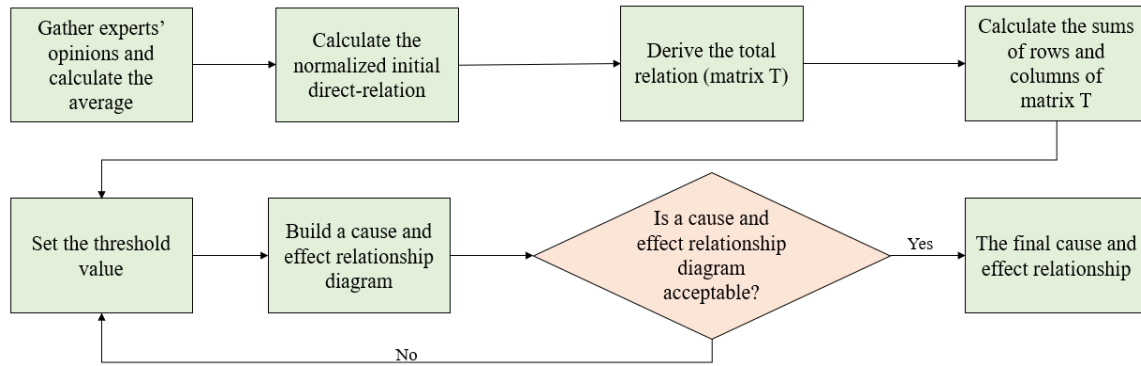 Gather experts’
opinions and
calculate the
average
Calculate the
normalized initial
direct-relation
Derive the total
relation (matrix T)
Calculate the sums
of rows and
columns of
matrix T
Set the threshold
value
Build a cause and
effect relationship
diagram
Is a cause and
effect relationship
diagram
acceptable?
Yes
The final cause and
effect relationship
No